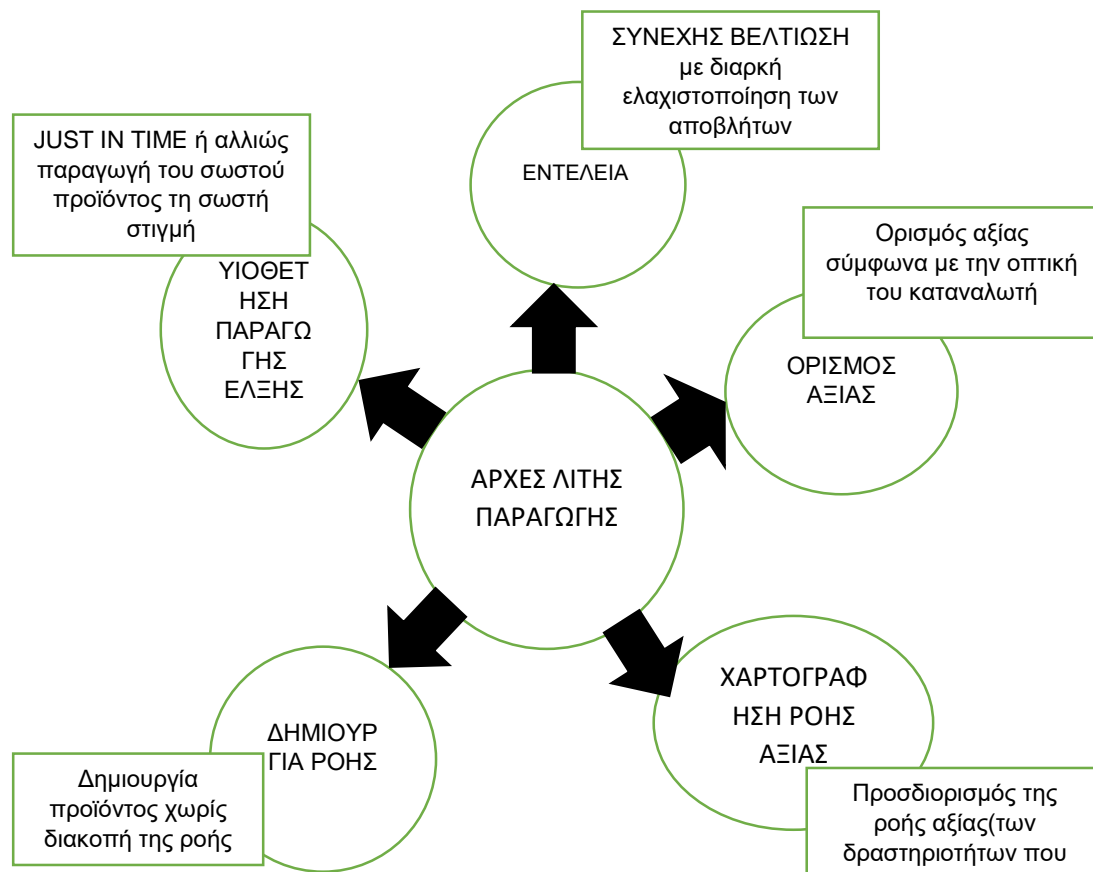 ΣΥΝΕΧΗΣ ΒΕΛΤΙΩΣΗ
με διαρκή
ελαχιστοποίηση των
αποβλήτων
ΕΝΤΕΛΕΙΑ
JUST IN TIME ή αλλιώς
παραγωγή του σωστού
προϊόντος τη σωστή
στιγμή
ΥΙΟΘΕΤ
ΗΣΗ
ΠΑΡΑΓΩ
ΓΗΣ
ΕΛΞΗΣ
Ορισμός αξίας
σύμφωνα με την οπτική
του καταναλωτή
ΟΡΙΣΜΟΣ
ΑΞΙΑΣ
ΑΡΧΕΣ ΛΙΤΗΣ
ΠΑΡΑΓΩΓΗΣ
ΔΗΜΙΟΥΡ
ΓΙΑ ΡΟΗΣ
Δημιουργία
προϊόντος χωρίς
διακοπή της ροής
ΧΑΡΤΟΓΡΑΦ
ΗΣΗ ΡΟΗΣ
ΑΞΙΑΣ
Προσδιορισμός της
ροής αξίας(των
δραστηριοτήτων που